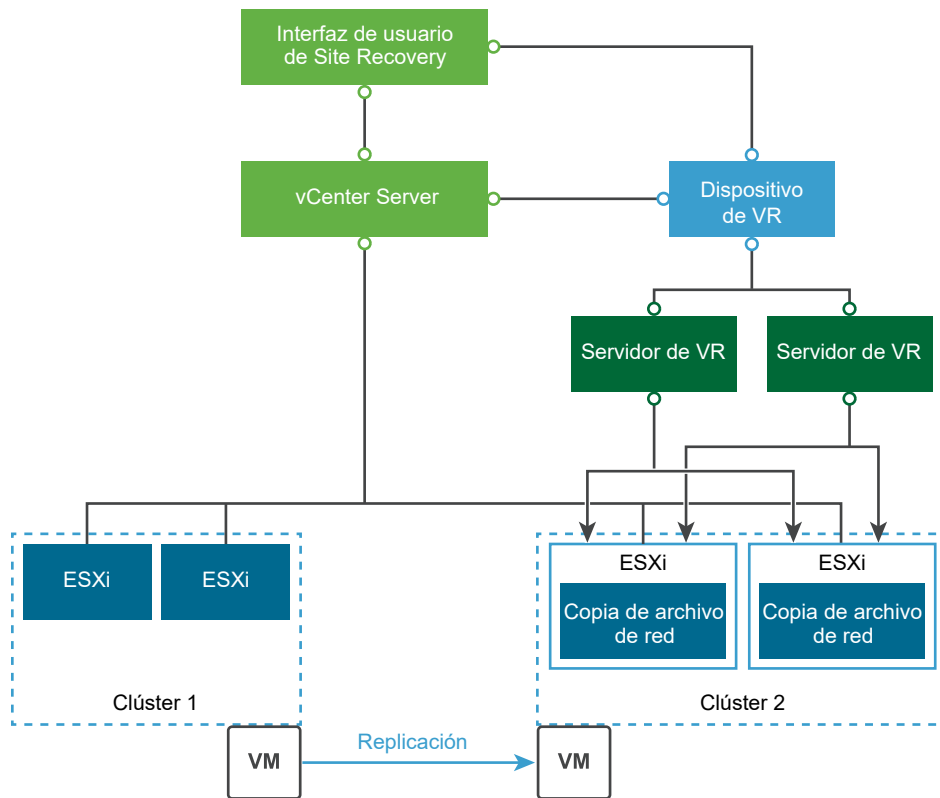 Interfaz de usuario
de Site Recovery
vCenter Server
Dispositivo
de VR
Servidor de VR
Servidor de VR
ESXi
ESXi
ESXi
ESXi
Copia de archivo
de red
Copia de archivo
de red
Clúster 1
Clúster 2
Replicación
VM
VM